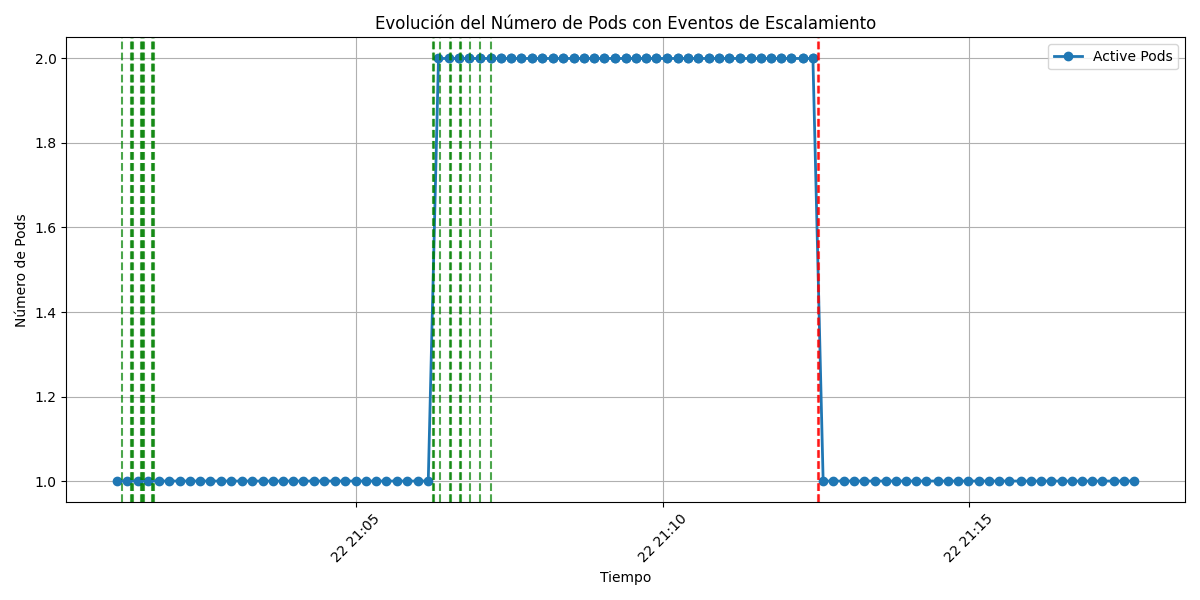 Evolución del Número de Pods con Eventos de Escalamiento
Active Pods
Número de Pods
2.0
1.8
1.6
1.4
1.2
1.0
22 21:05
22 21:10
22 21:15
Tiempo